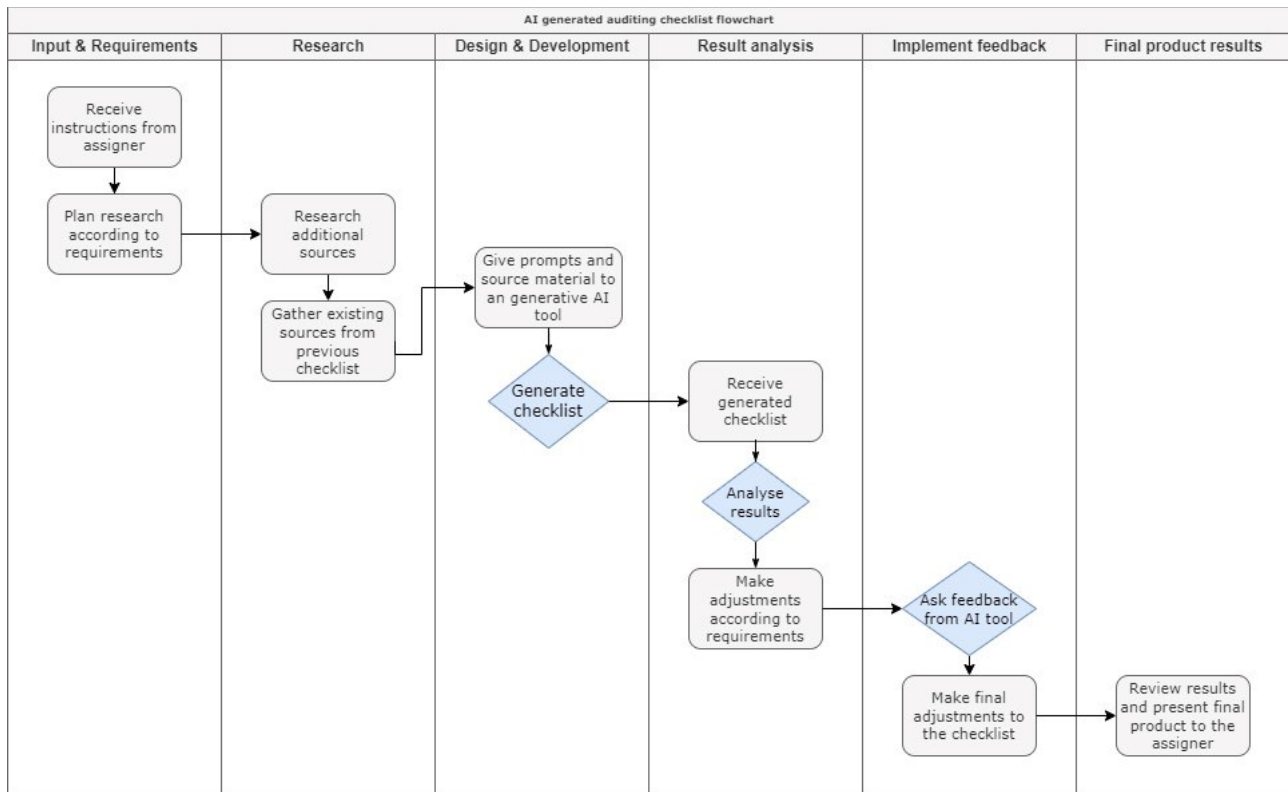 AI generated auditing checklist flowchart
Input & Requirements
Research
Design & Development
Result analysis
Implement feedback
Final product results
Receive
instructions from
assigner
Plan research
according to
requirements
Research
additional
sources
Gather existing
sources from
previous
checklist
Give prompts and
source material to
an generative AI
tool
Generate
checklist
Receive
generated
checklist
Analyse
results
Make
adjustments
according to
requirements
Ask feedback
from AI tool
Make final
adjustments to
the checklist
Review results
and present final
product to the
assigner